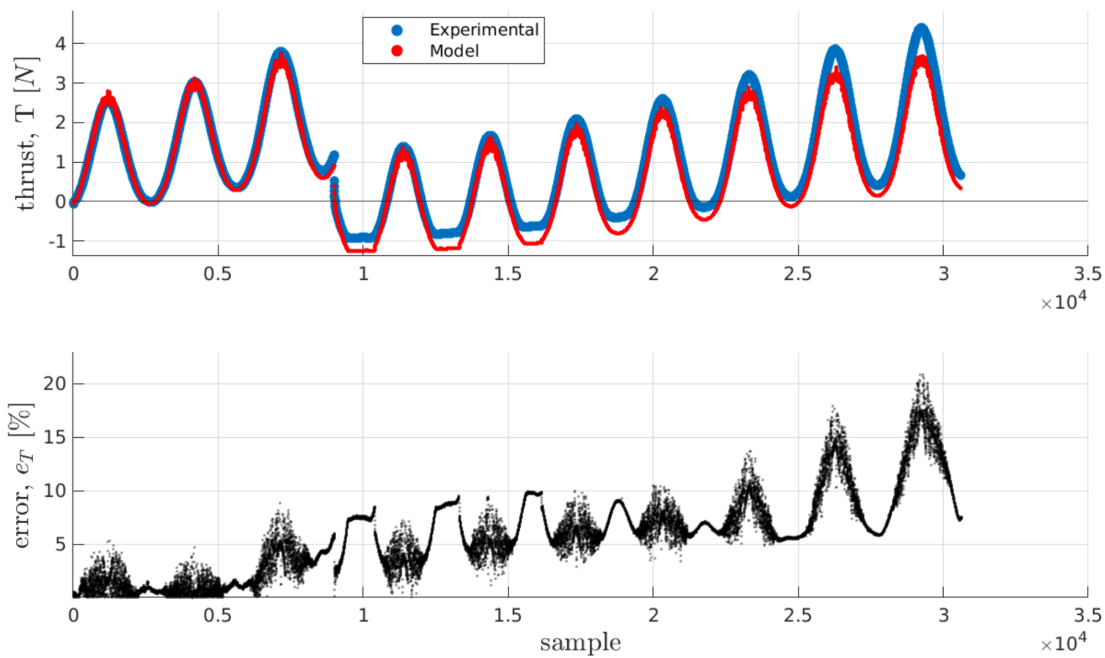 Experimental
Model
thrust, T [N]
4
3
2
1
0
-1
0 0.5 1 1.5 2 2.5 3 3.5
×10⁴
error, e_T [%]
20
15
10
5
0 0.5 1 1.5 2 2.5 3 3.5
sample
×10⁴